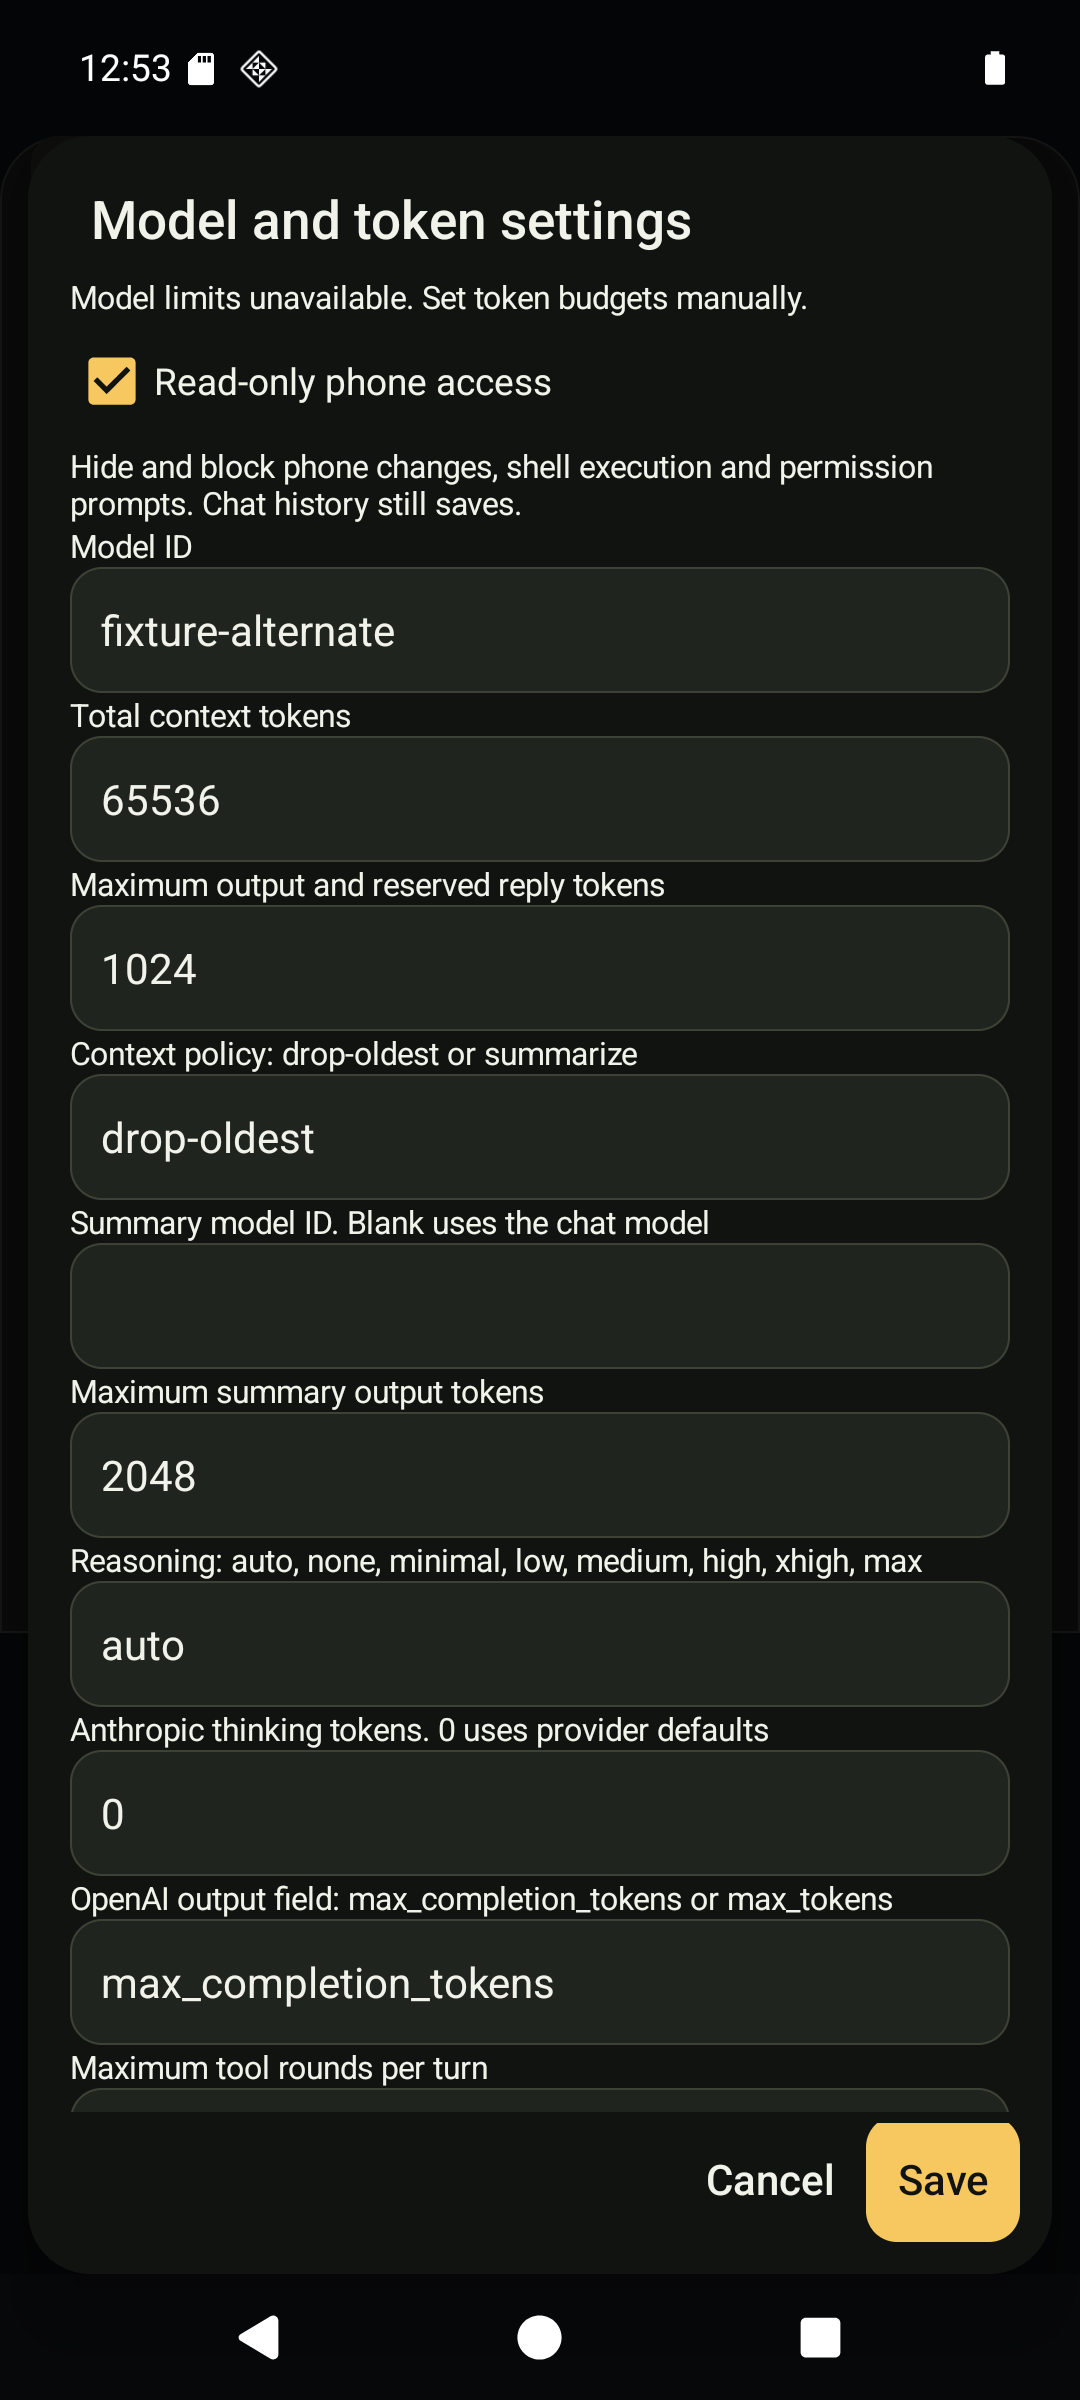 12:53
Model and token settings
Model limits unavailable. Set token budgets manually.
Read-only phone access
Hide and block phone changes, shell execution and permission
prompts. Chat history still saves.
Model ID
fixture-alternate
Total context tokens
65536
Maximum output and reserved reply tokens
1024
Context policy: drop-oldest or summarize
drop-oldest
Summary model ID. Blank uses the chat model
Maximum summary output tokens
2048
Reasoning: auto, none, minimal, low, medium, high, xhigh, max
auto
Anthropic thinking tokens. 0 uses provider defaults
0
OpenAI output field: max_completion_tokens or max_tokens
max_completion_tokens
Maximum tool rounds per turn
Cancel Save